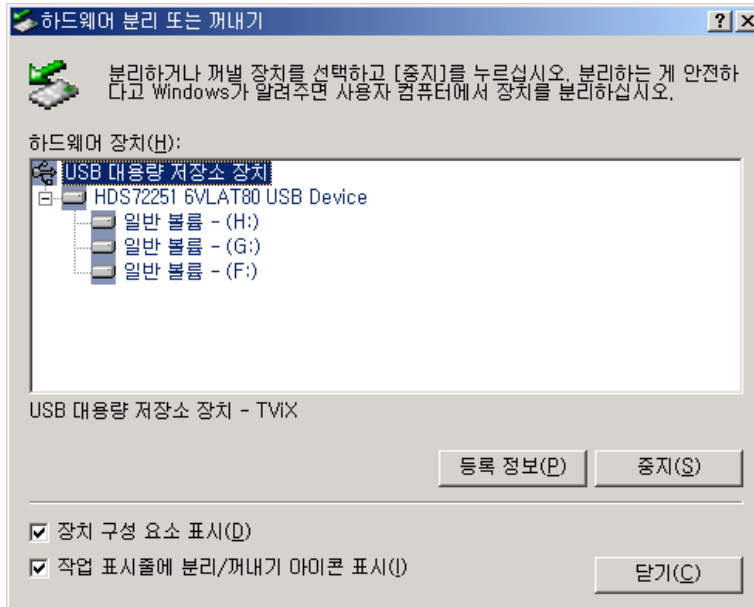 하드웨어 분리 또는 꺼내기
분리하거나 꺼낼 장치를 선택하고 [중지]를 누르십시오. 분리하는 게 안전하
다고 Windows가 알려주면 사용자 컴퓨터에서 장치를 분리하십시오.
하드웨어 장치(H):
USB 대용량 저장소 장치
HDS72251 6VLAT80 USB Device
일반 볼륨 - (H:)
일반 볼륨 - (G:)
일반 볼륨 - (F:)
USB 대용량 저장소 장치 - TViX
등록 정보(P) 중지(S)
장치 구성 요소 표시(D)
작업 표시줄에 분리/꺼내기 아이콘 표시(I)
닫기(C)